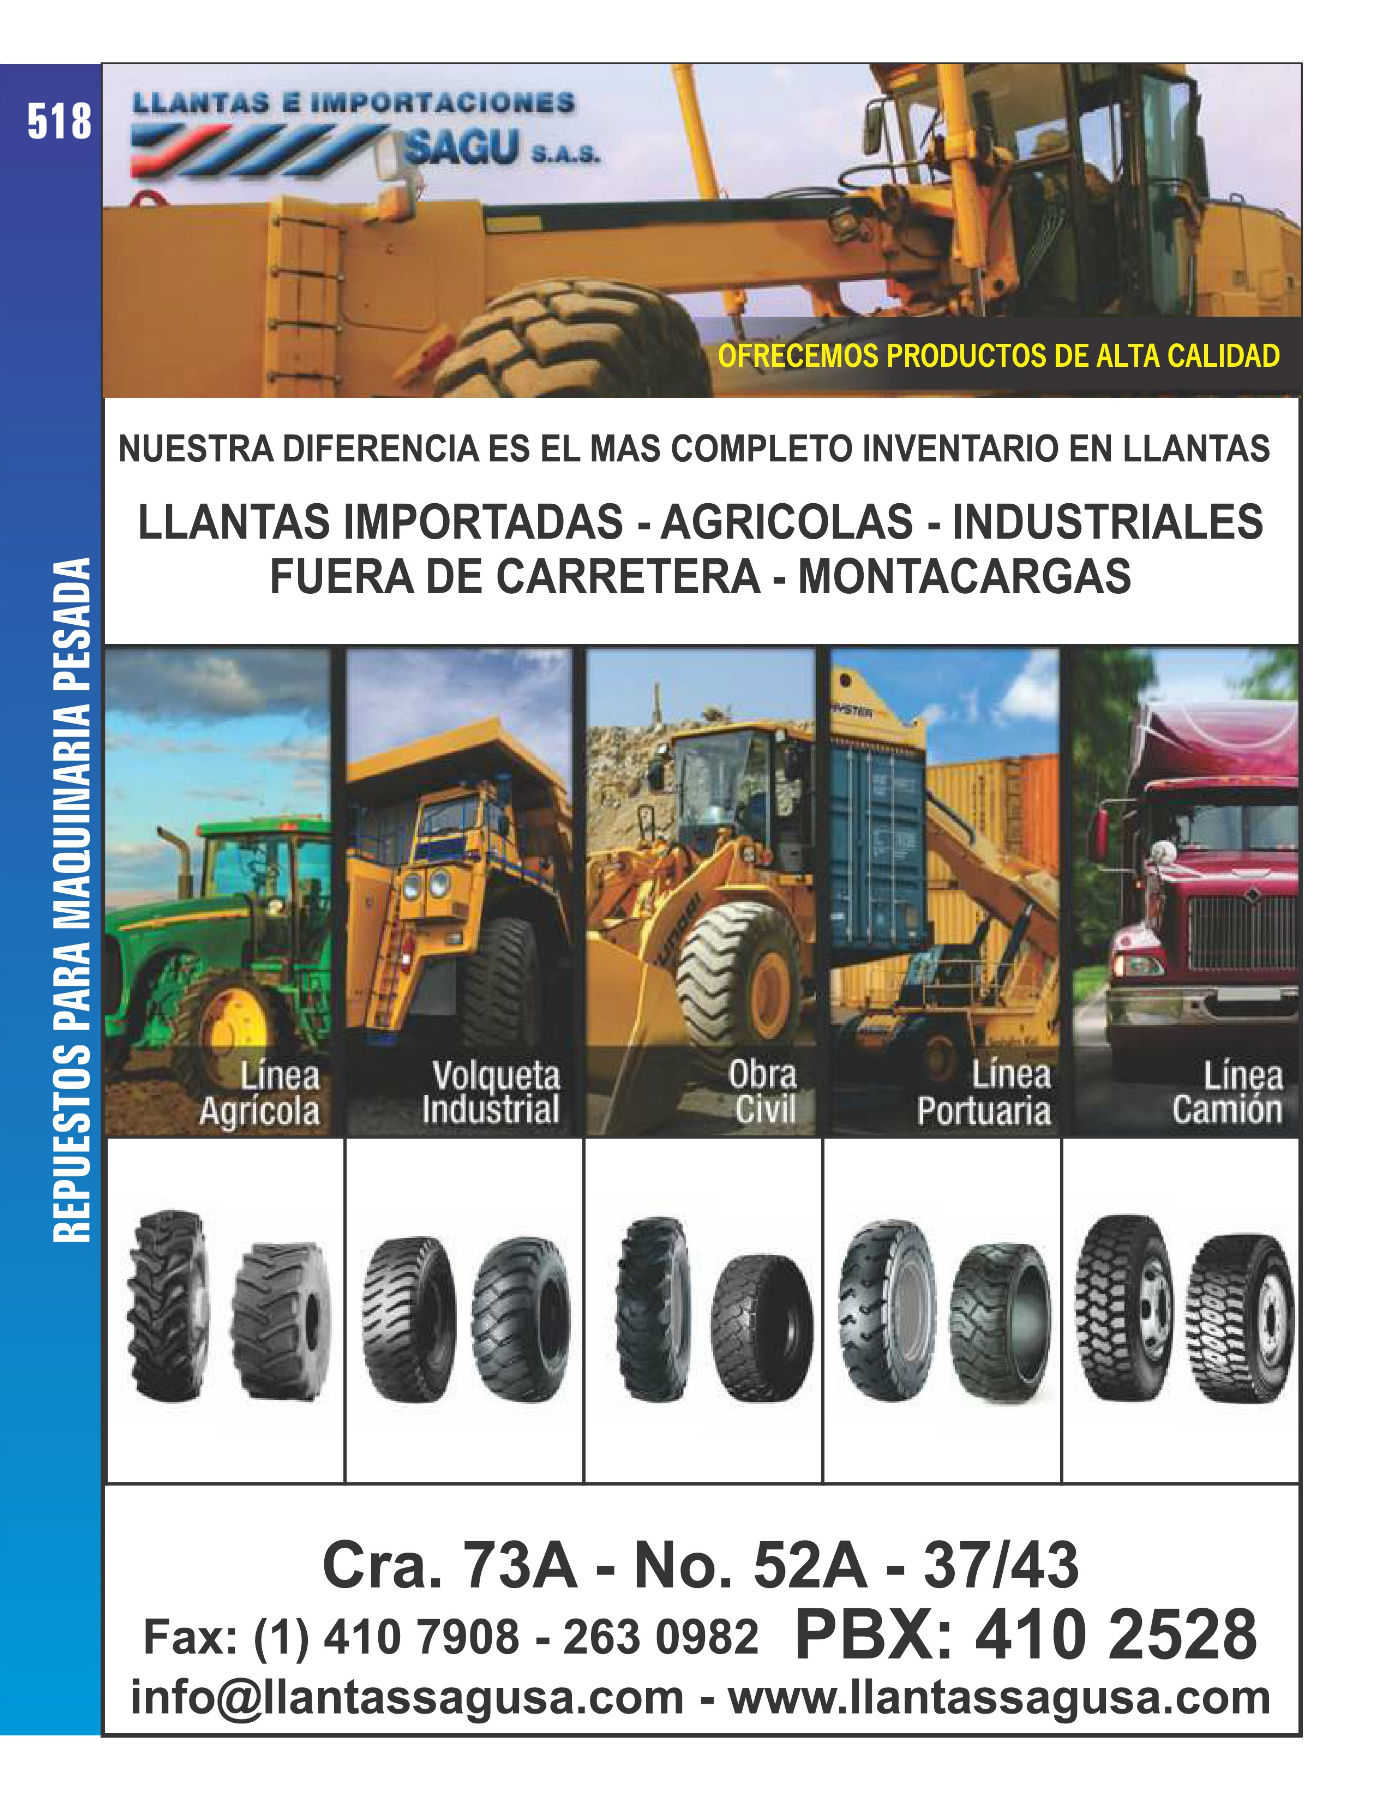 518
REPUESTOS PARA MAQUINARIA PESADA
LLANTAS E IMPORTACIONES
SAGU S.A.S.
OFRECEMOS PRODUCTOS DE ALTA CALIDAD
NUESTRA DIFERENCIA ES EL MAS COMPLETO INVENTARIO EN LLANTAS
LLANTAS IMPORTADAS - AGRICOLAS - INDUSTRIALES
FUERA DE CARRETERA - MONTACARGAS
HYSTER
Línea
Agrícola
Volqueta
Industrial
Obra
Civil
Línea
Portuaria
Línea
Camión
Cra. 73A - No. 52A - 37/43
Fax: (1) 410 7908 - 263 0982 PBX: 410 2528
info@llantassagusa.com - www.llantassagusa.com